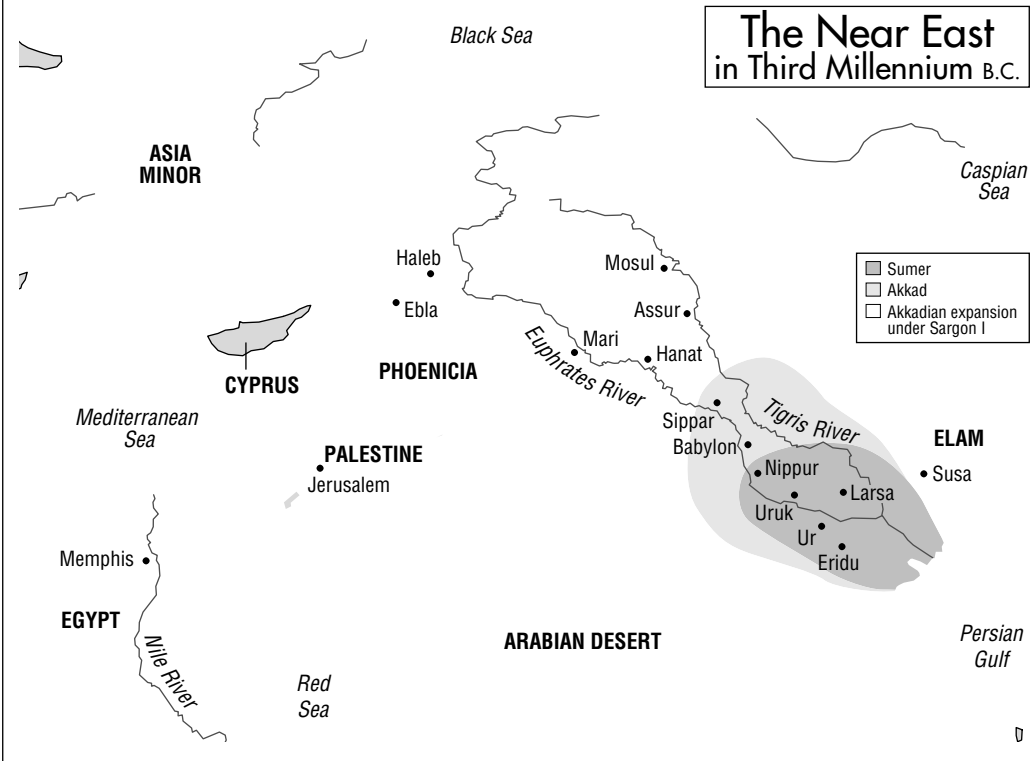 The Near East
in Third Millennium B.C.
Black Sea
ASIA
MINOR
Caspian
Sea
Haleb
Mosul
Sumer
Akkad
Akkadian expansion
under Sargon I
Ebla
Assur
Mari
Hanat
Euphrates River
PHOENICIA
CYPRUS
Mediterranean
Sea
Sippar
Tigris River
Babylon
ELAM
PALESTINE
Jerusalem
Nippur
Susa
Larsa
Uruk
Ur
Eridu
Memphis
EGYPT
Nile River
ARABIAN DESERT
Persian
Gulf
Red
Sea